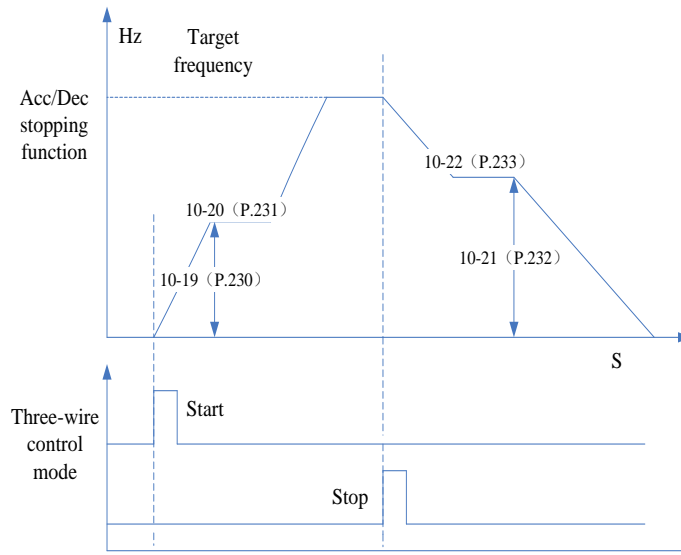 Hz
Target
frequency
Acc/Dec
stopping
function
10-22（P.233）
10-20（P.231）
10-21（P.232）
10-19（P.230）
S
Three-wire
control
mode
Start
Stop